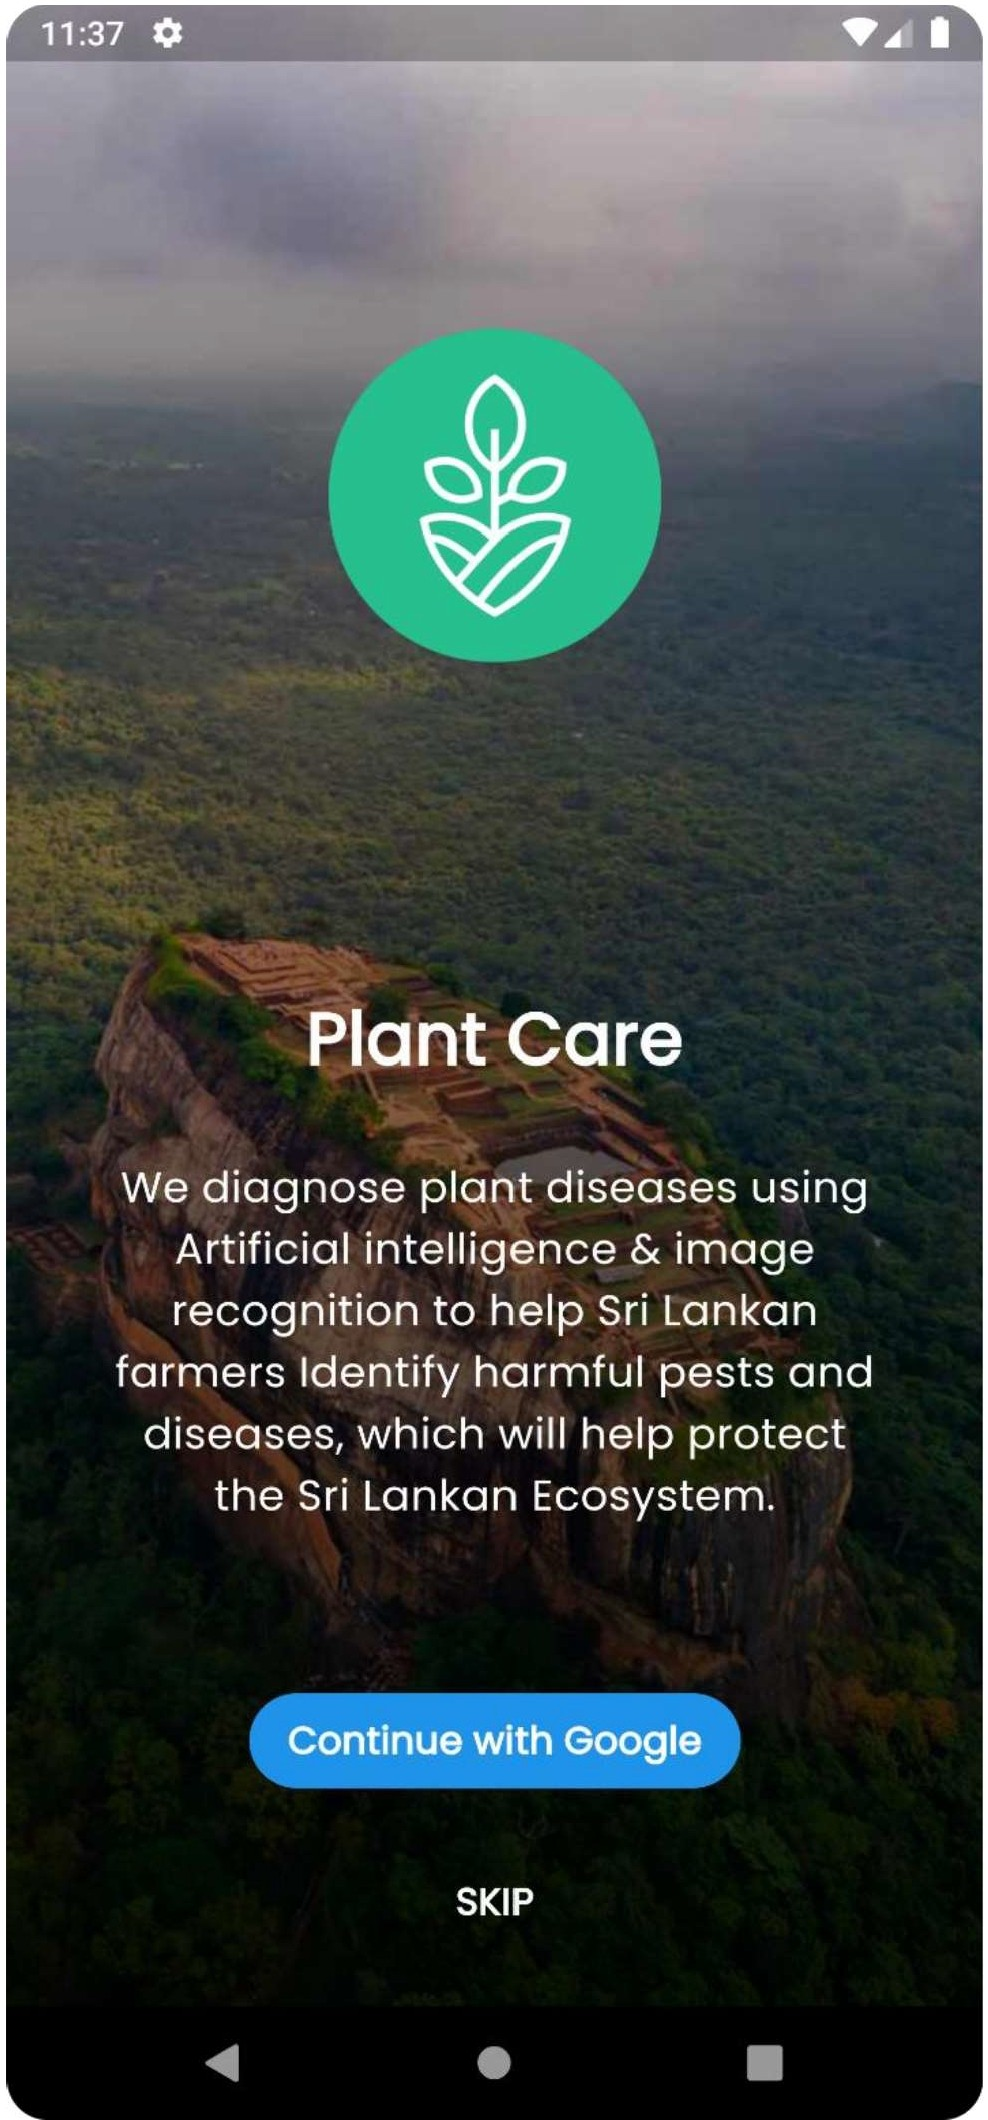 11:37
Plant Care
We diagnose plant diseases using
Artificial intelligence & image
recognition to help Sri Lankan
farmers Identify harmful pests and
diseases, which will help protect
the Sri Lankan Ecosystem.
Continue with Google
SKIP